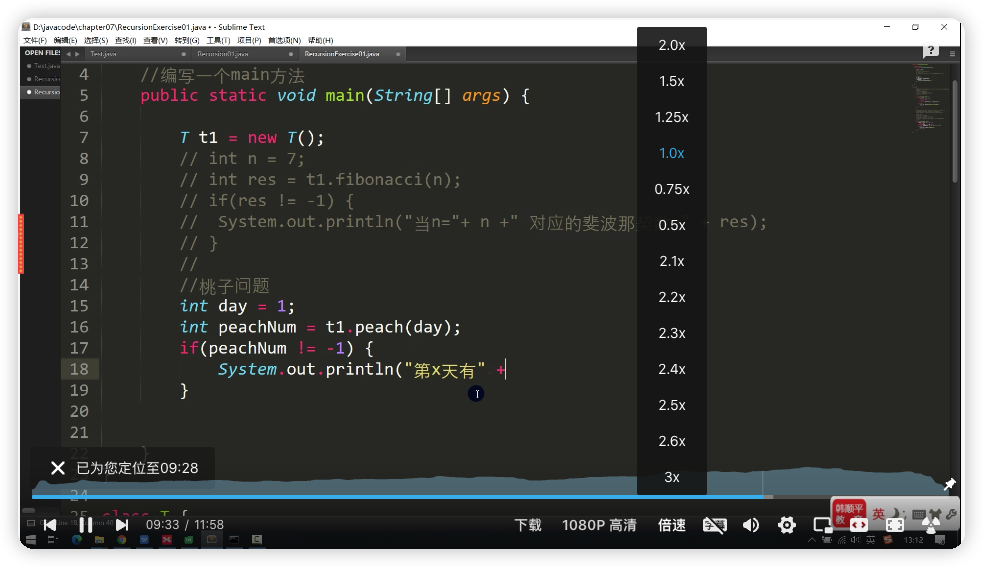 D:\javacode\chapter07\RecursionExercise01.java • - Sublime Text
文件(F) 编辑(E) 选择(S) 查找(I) 查看(V) 转到(G) 工具(T) 项目(P) 首选项(N) 帮助(H)
OPEN FILES
Test.java
Recursion01.java
RecursionExercise01.java
Test.java
Recursio
Recursio
4 //编写一个main方法
5 public static void main(String[] args) {
6
7 T t1 = new T();
8 // int n = 7;
9 // int res = t1.fibonacci(n);
10 // if(res != -1) {
11 // System.out.println("当n="+ n +" 对应的斐波那 + res);
12 // }
13 //
14 //桃子问题
15 int day = 1;
16 int peachNum = t1.peach(day);
17 if(peachNum != -1) {
18 System.out.println("第x天有" +
19 }
20
21
22 }
24
25 class T {
2.0x
1.5x
1.25x
1.0x
0.75x
0.5x
2.1x
2.2x
2.3x
2.4x
2.5x
2.6x
3x
?
已为您定位至09:28
09:33 / 11:58
下载
1080P 高清
倍速
字幕
韩顺平
教育
英
英
13:12